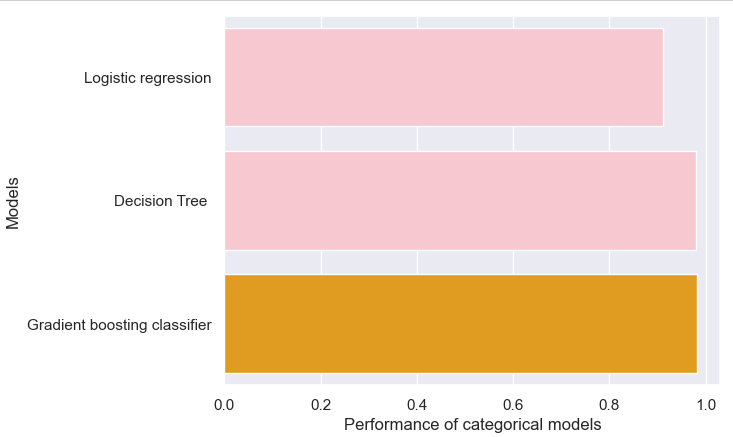 Logistic regression
Decision Tree
Gradient boosting classifier
Models
0.0 0.2 0.4 0.6 0.8 1.0
Performance of categorical models